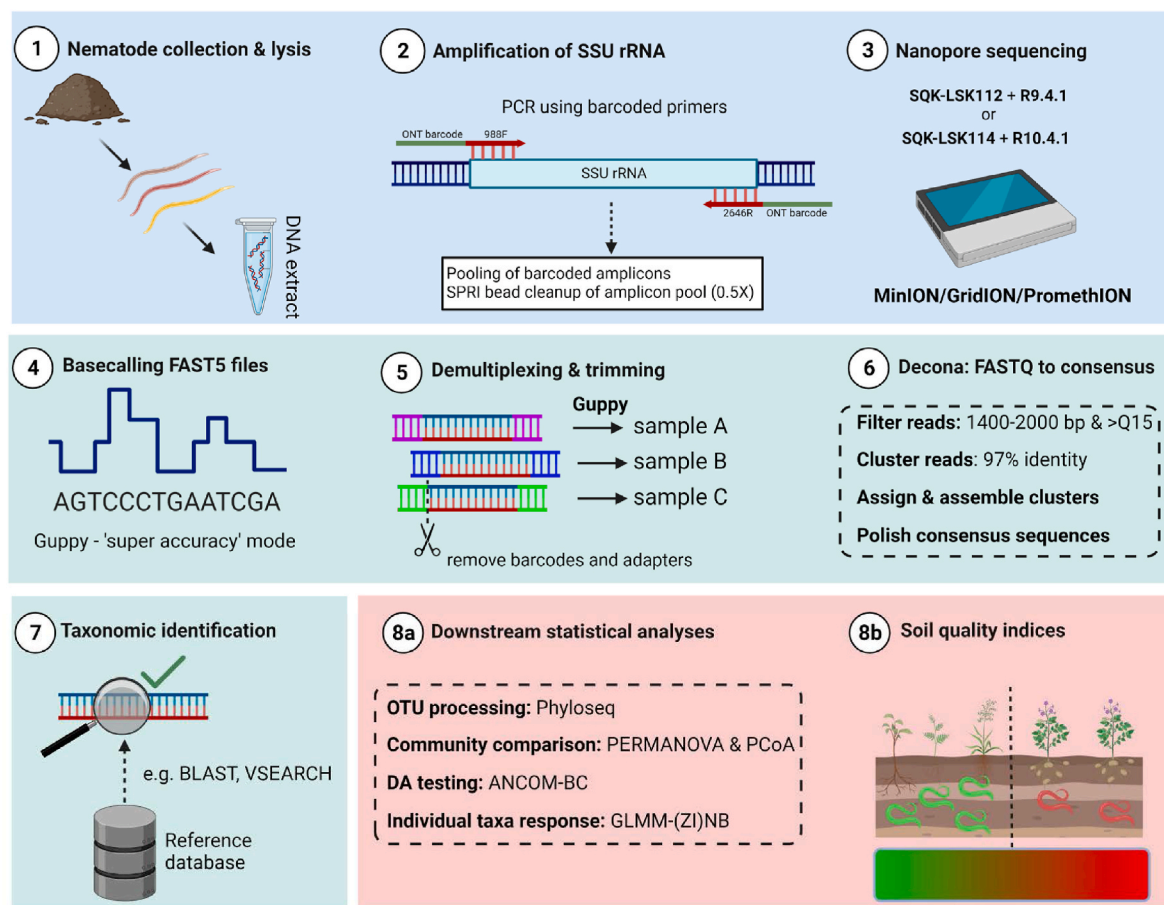 1 Nematode collection & lysis
DNA extract
2 Amplification of SSU rRNA
PCR using barcoded primers
ONT barcode 988F
SSU rRNA
2646R ONT barcode
Pooling of barcoded amplicons
SPRI bead cleanup of amplicon pool (0.5X)
3 Nanopore sequencing
SQK-LSK112 + R9.4.1
or
SQK-LSK114 + R10.4.1
MinION/GridION/PromethION
4 Basecalling FAST5 files
AGTCCCTGAATCGA
Guppy - 'super accuracy' mode
5 Demultiplexing & trimming
Guppy
sample A
sample B
sample C
remove barcodes and adapters
6 Decona: FASTQ to consensus
Filter reads: 1400-2000 bp & >Q15
Cluster reads: 97% identity
Assign & assemble clusters
Polish consensus sequences
7 Taxonomic identification
e.g. BLAST, VSEARCH
Reference
database
8a Downstream statistical analyses
OTU processing: Phyloseq
Community comparison: PERMANOVA & PCoA
DA testing: ANCOM-BC
Individual taxa response: GLMM-(ZI)NB
8b Soil quality indices